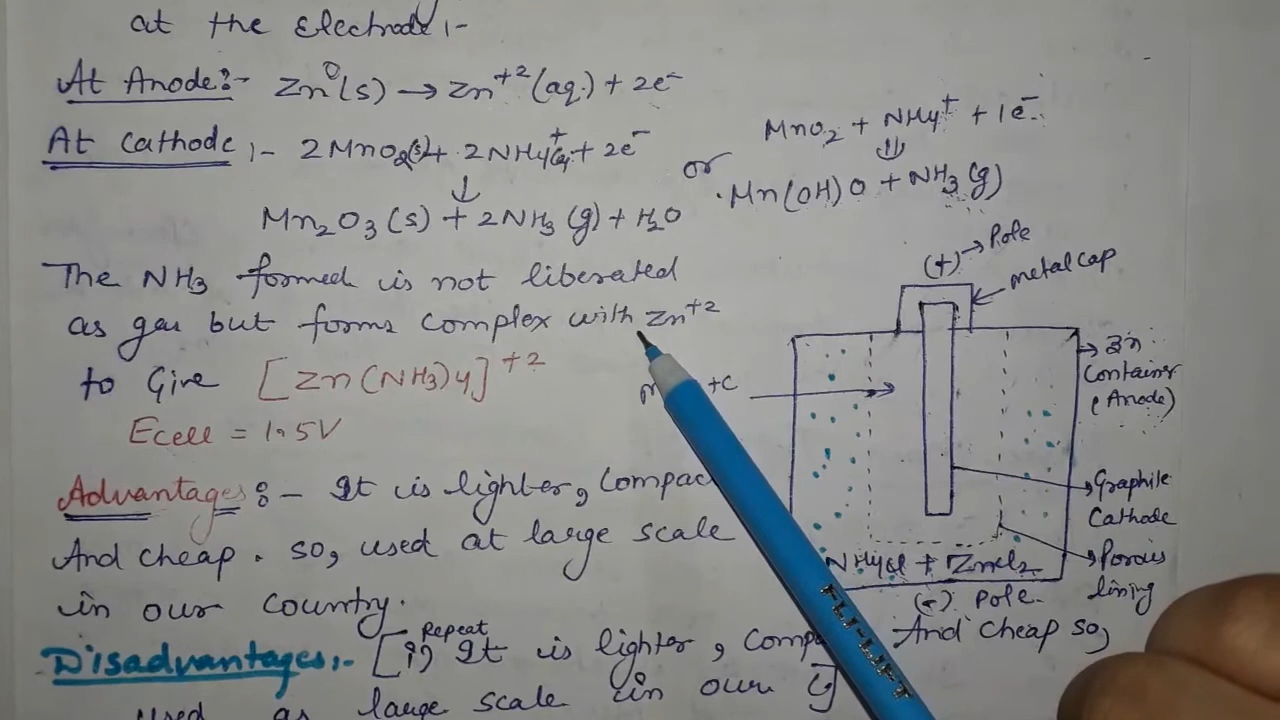 at the Electrode :-
At Anode :- Zn⁰(s) → Zn⁺²(aq.) + 2e⁻
At Cathode :- 2MnO₂(s) + 2NH₄⁺(aq) + 2e⁻
↓
Mn₂O₃(s) + 2NH₃(g) + H₂O
or
MnO₂ + NH₄⁺ + 1e⁻
⇓
Mn(OH)O + NH₃(g)
The NH₃ formed is not liberated
as gas but forms complex with Zn⁺²
to Give [Zn(NH₃)₄]⁺²
Ecell = 1.5V
(+) → Pole
metal cap
Zn
Container
(Anode)
+C
Graphite
Cathode
Porous
lining
NH₄Cl + ZnCl₂
(-) Pole
Advantages :- It is lighter, Compac
And cheap. so, used at large scale
in our country.
Repeat
Disadvantages :- [i) It is lighter, comp And cheap so,
used as large scale in our
FLI-LIFT